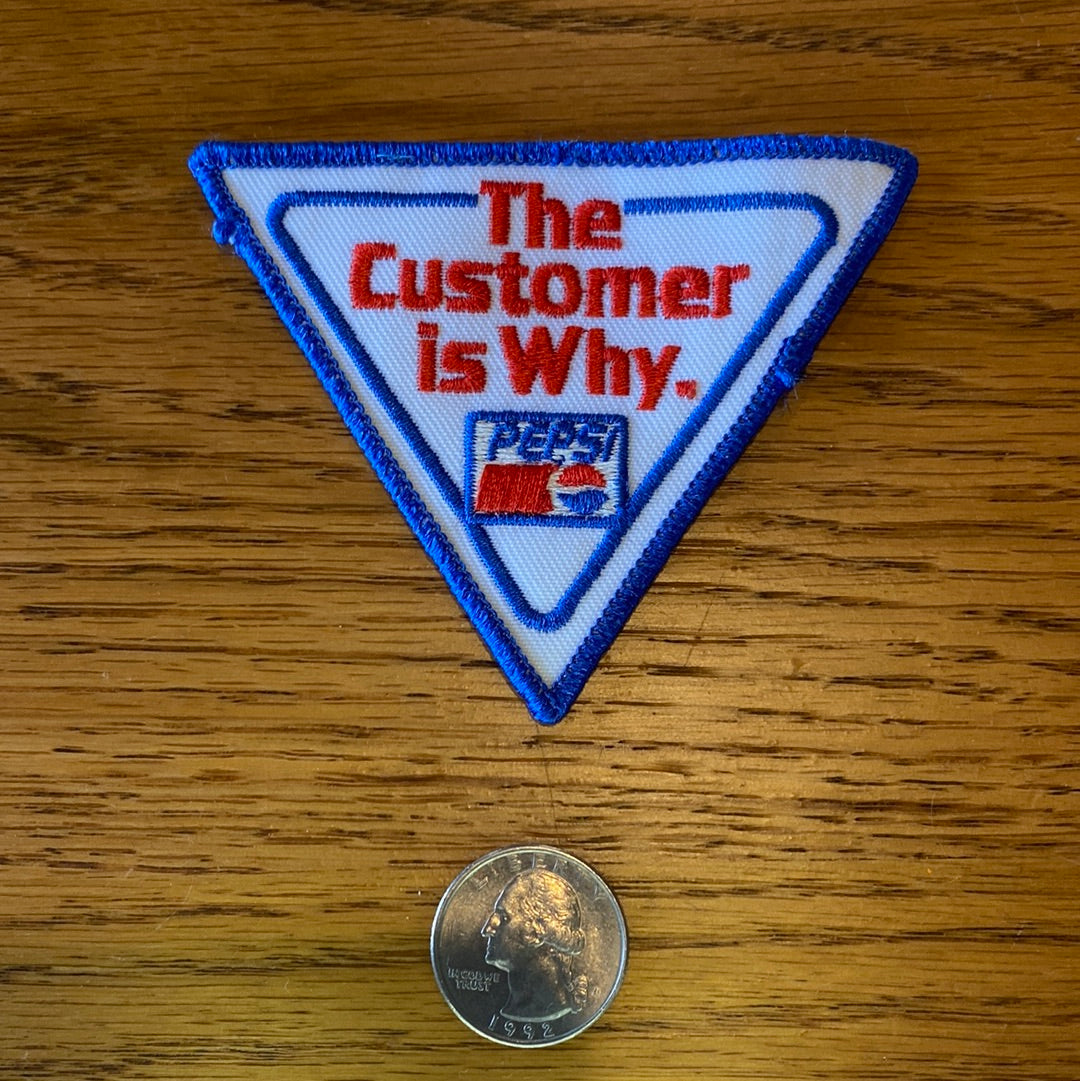 The
Customer
is Why.
PEPSI
LIBERTY
IN GOD WE
TRUST
1992